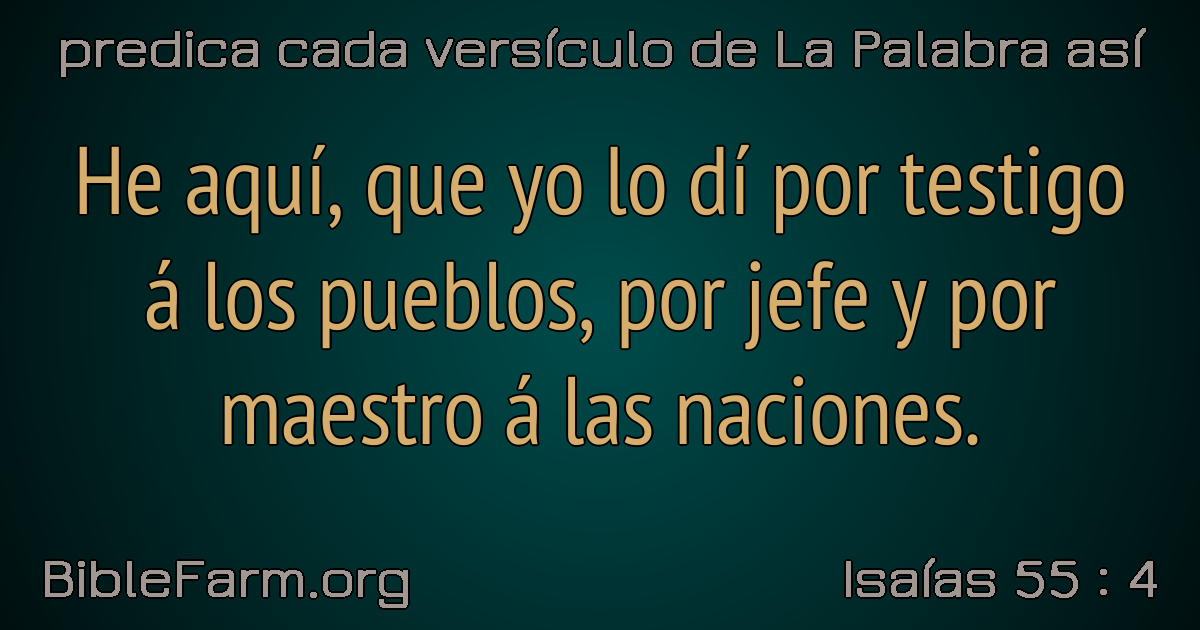 predica cada versículo de La Palabra así
He aquí, que yo lo dí por testigo
á los pueblos, por jefe y por
maestro á las naciones.
BibleFarm.org
Isaías 55 : 4